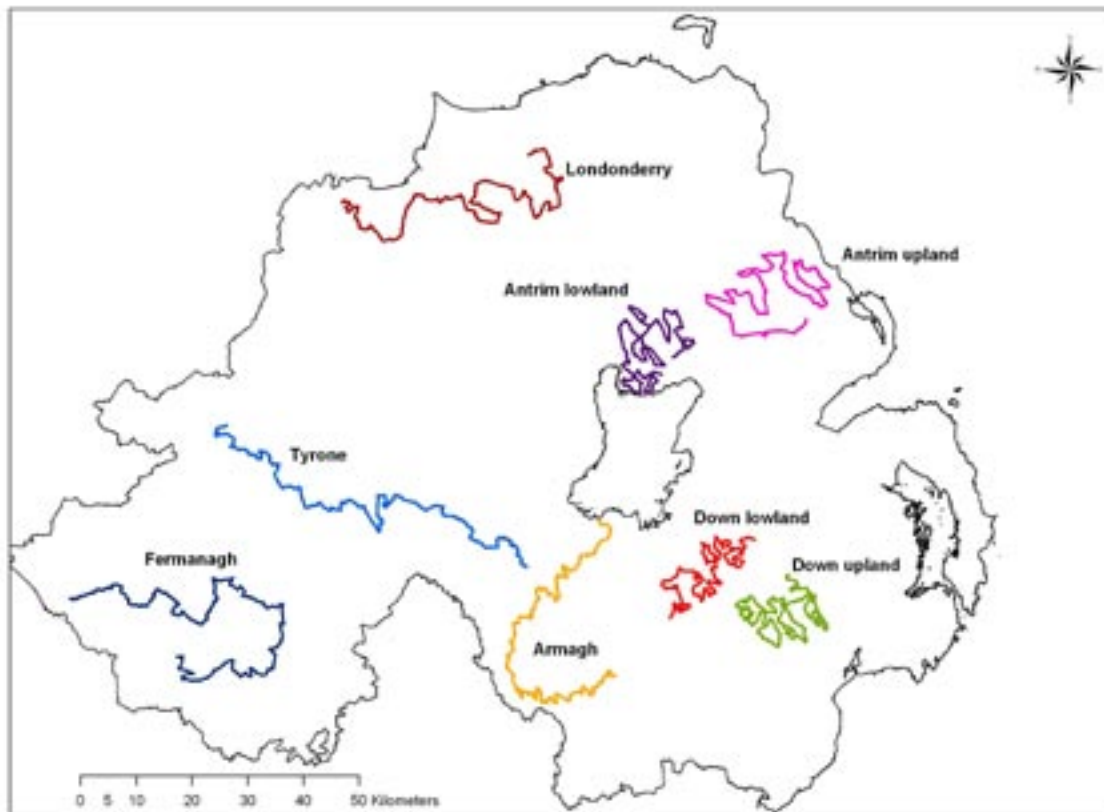 Londonderry
Antrim upland
Antrim lowland
Tyrone
Down lowland
Fermanagh
Down upland
Armagh
0 5 10 20 30 40 50 Kilometers